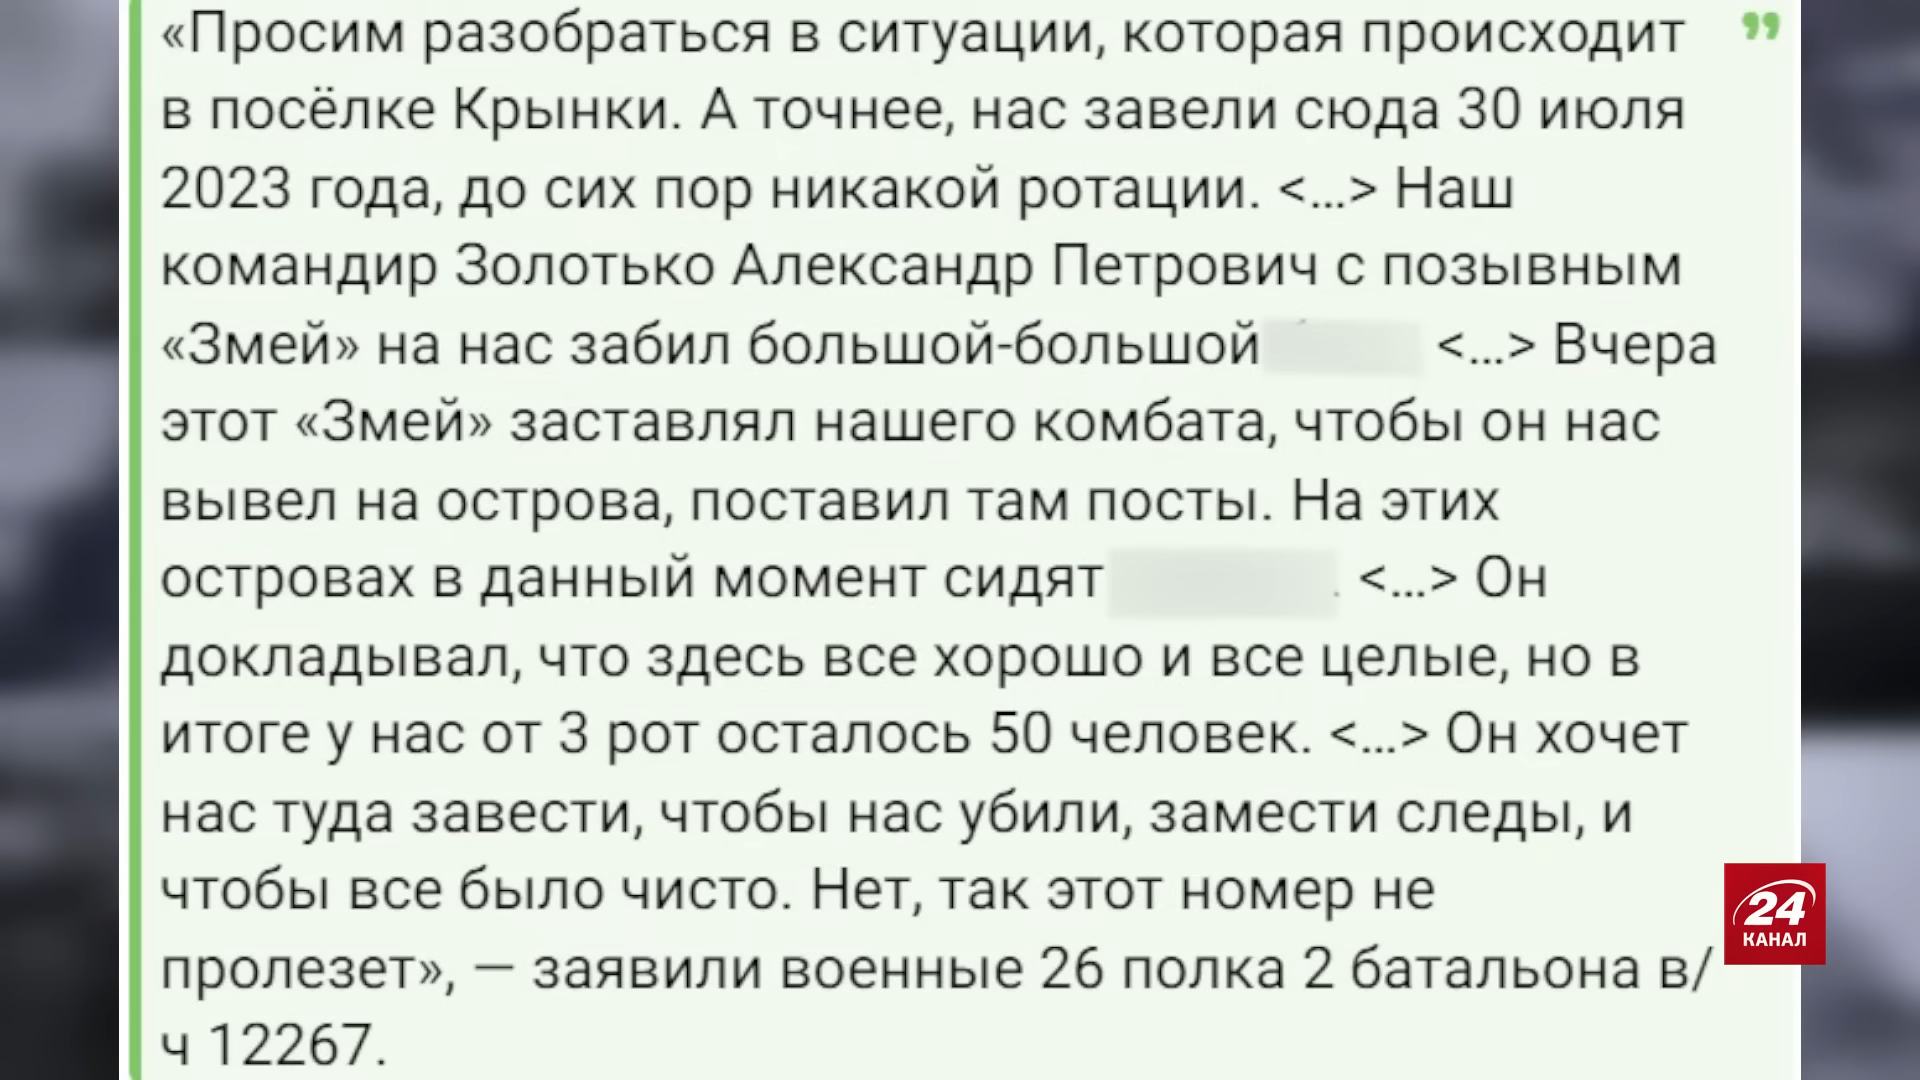 «Просим разобраться в ситуации, которая происходит
в посёлке Крынки. А точнее, нас завели сюда 30 июля
2023 года, до сих пор никакой ротации. <...> Наш
командир Золотько Александр Петрович с позывным
«Змей» на нас забил большой-большой <...> Вчера
этот «Змей» заставлял нашего комбата, чтобы он нас
вывел на острова, поставил там посты. На этих
островах в данный момент сидят . <...> Он
докладывал, что здесь все хорошо и все целые, но в
итоге у нас от 3 рот осталось 50 человек. <...> Он хочет
нас туда завести, чтобы нас убили, замести следы, и
чтобы все было чисто. Нет, так этот номер не
пролезет», — заявили военные 26 полка 2 батальона в/
ч 12267.
24
КАНАЛ